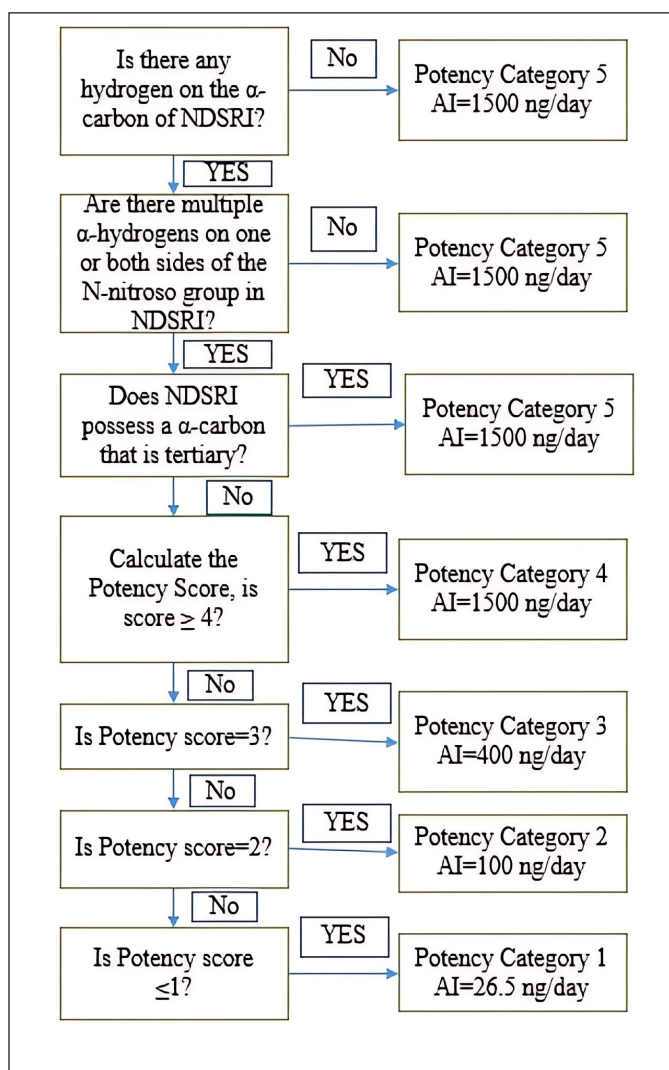 Is there any
hydrogen on the α-
carbon of NDSRI?
No
Potency Category 5
AI=1500 ng/day
YES
Are there multiple
α-hydrogens on one
or both sides of the
N-nitroso group in
NDSRI?
No
Potency Category 5
AI=1500 ng/day
YES
Does NDSRI
possess a α-carbon
that is tertiary?
YES
Potency Category 5
AI=1500 ng/day
No
Calculate the
Potency Score, is
score ≥ 4?
YES
Potency Category 4
AI=1500 ng/day
No
Is Potency score=3?
YES
Potency Category 3
AI=400 ng/day
No
Is Potency score=2?
YES
Potency Category 2
AI=100 ng/day
No
Is Potency score
≤1?
YES
Potency Category 1
AI=26.5 ng/day